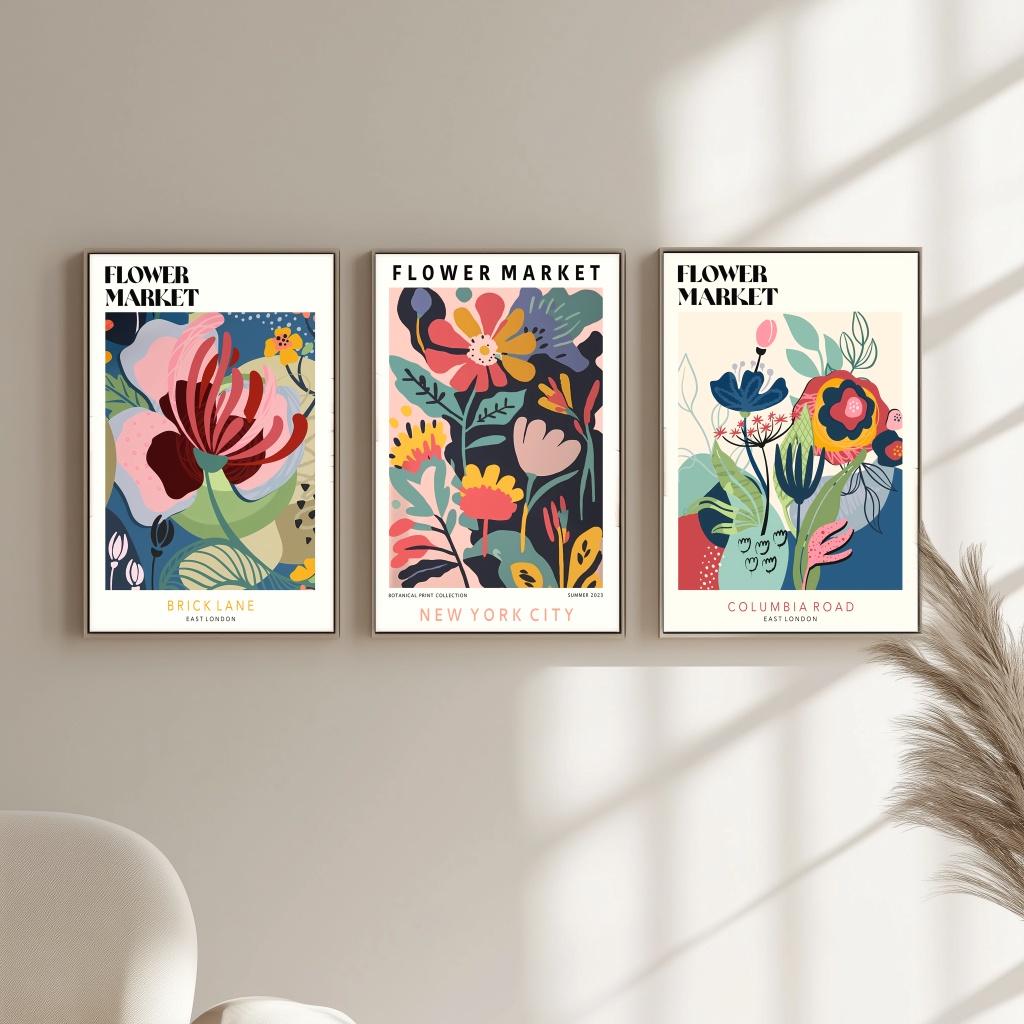 FLOWER
MARKET
BRICK LANE
EAST LONDON
FLOWER MARKET
BOTANICAL PRINT COLLECTION
SUMMER 2023
NEW YORK CITY
FLOWER
MARKET
COLUMBIA ROAD
EAST LONDON